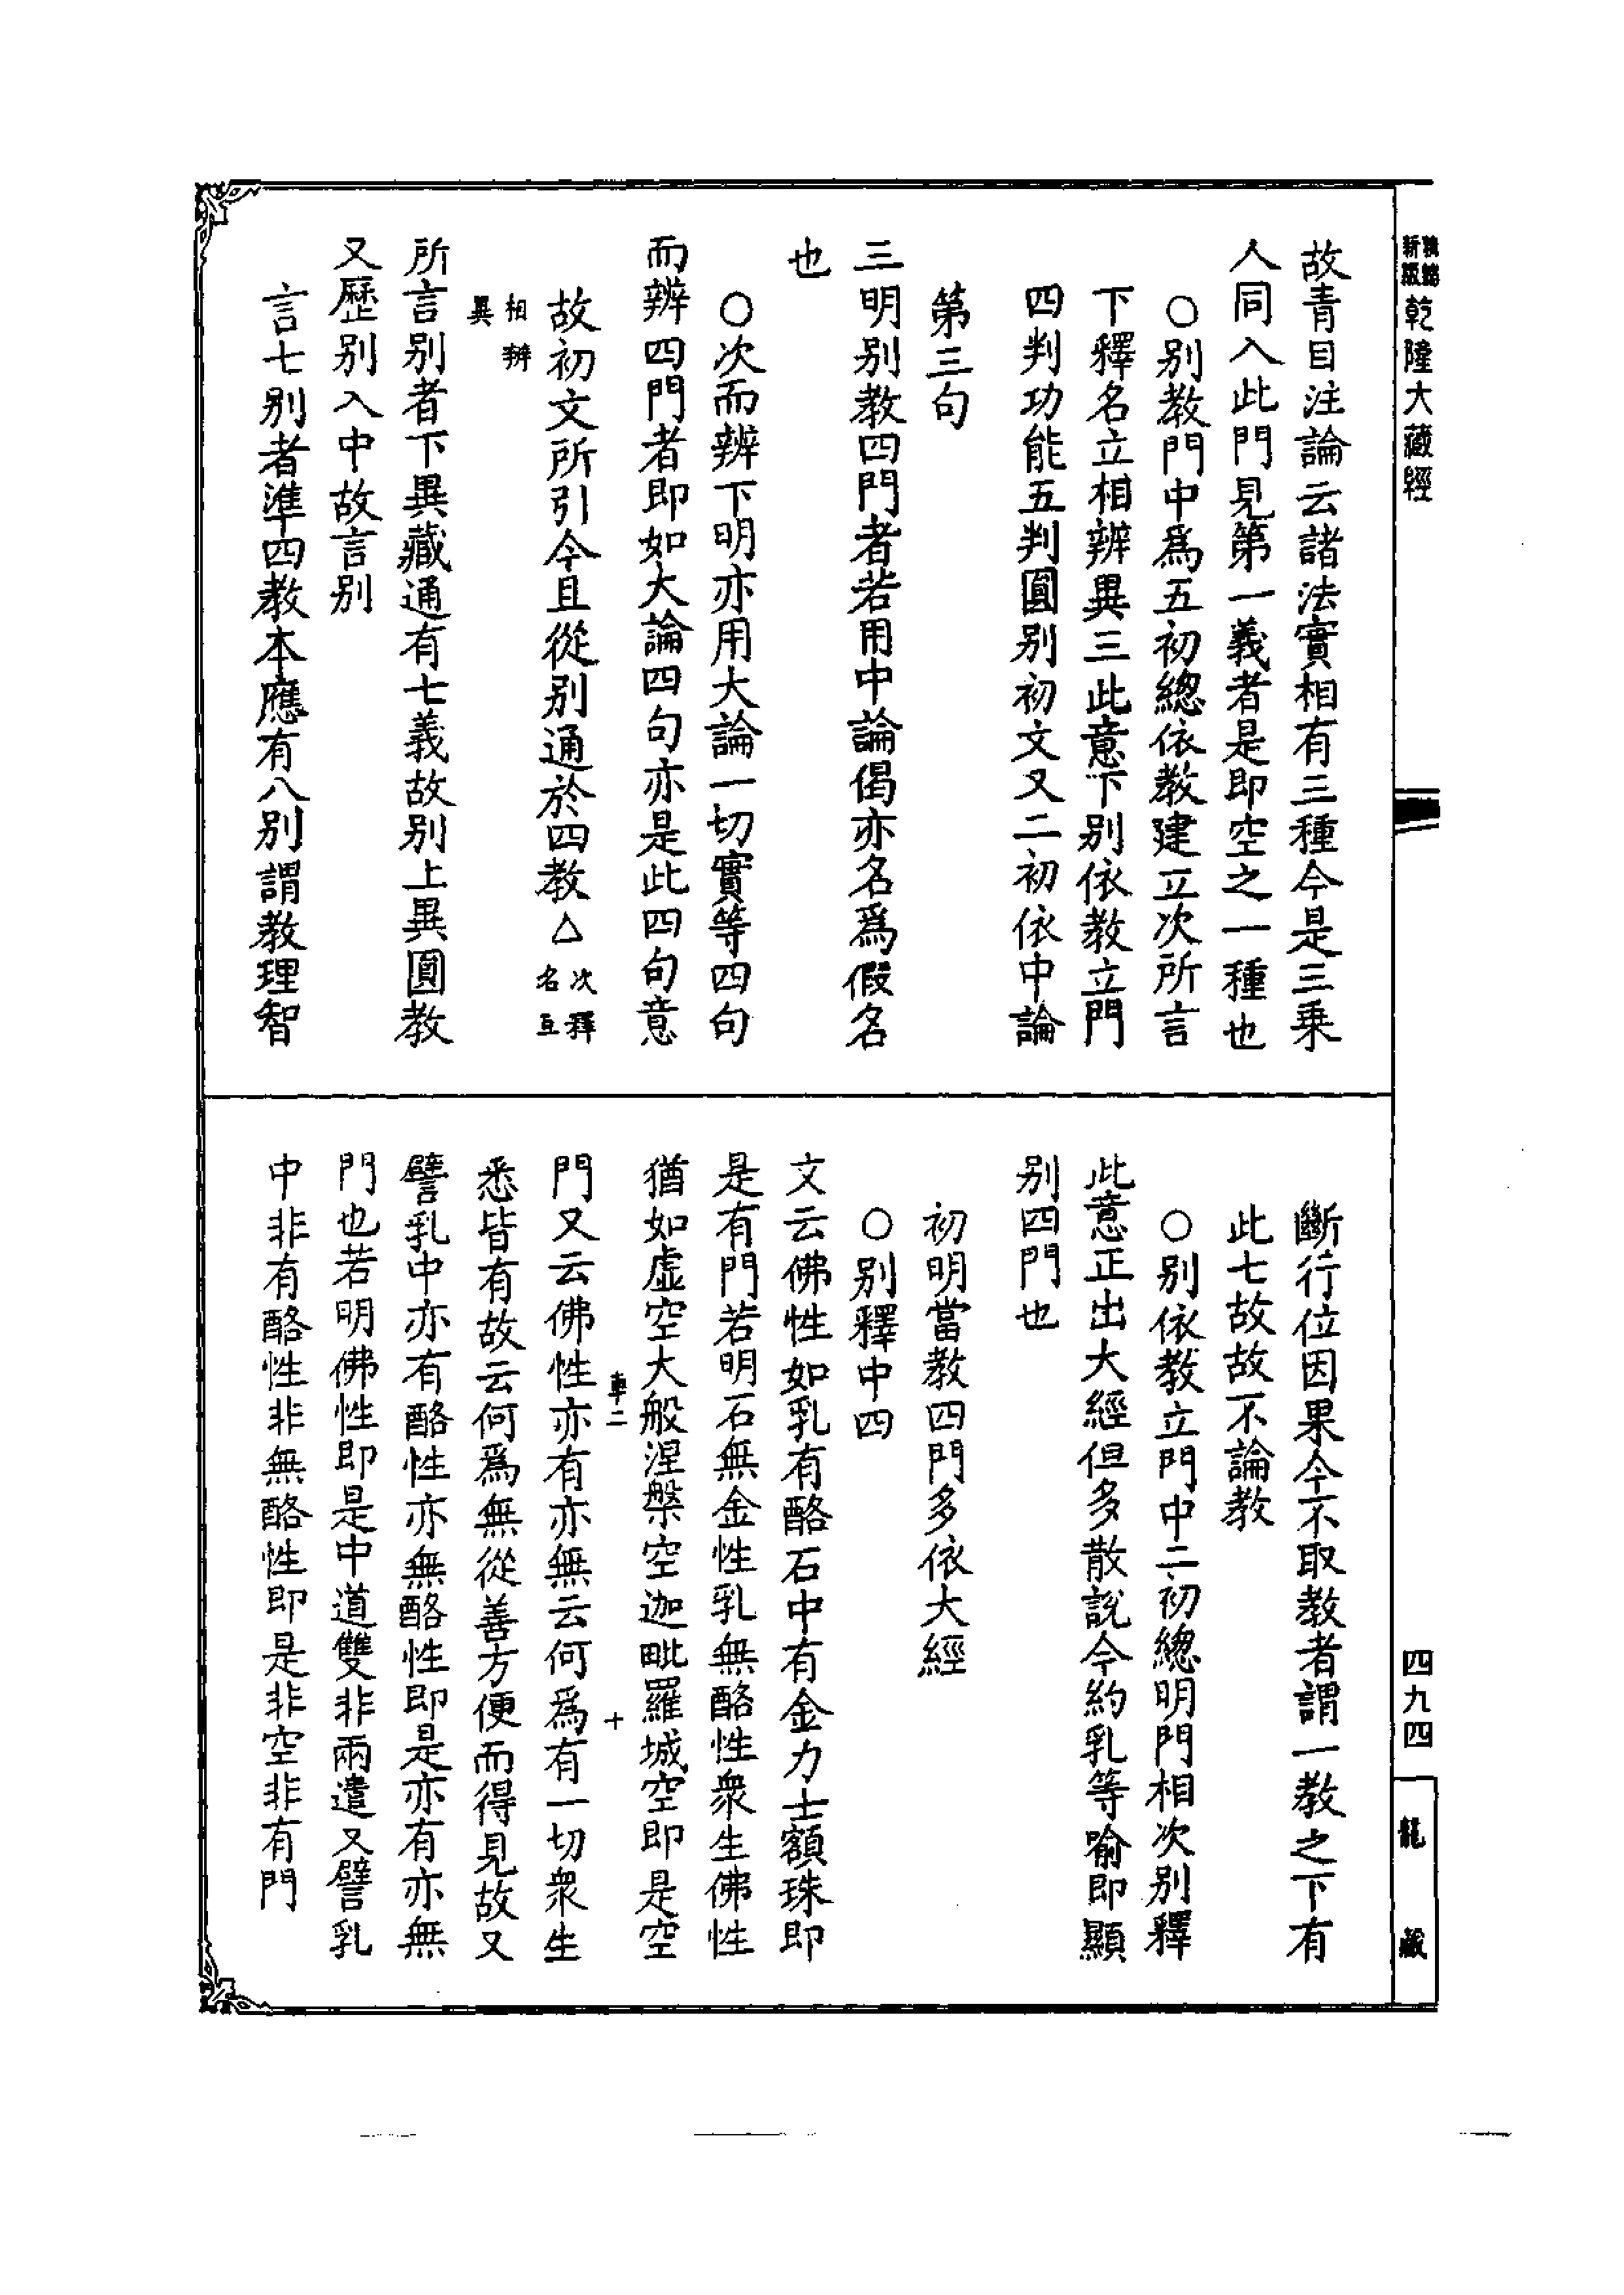 新版
乾隆大藏經
四九四
龍藏
故青目注論云諸法實相有三種今是三乘
人同入此門見第一義者是即空之一種也
○別教門中爲五初總依教建立次所言
下釋名立相辨異三此意下別依教立門
四判功能五判圓別初文又二初依中論
第三句
三明別教四門者若用中論偈亦名爲假名
也
○次而辨下明亦用大論一切實等四句
而辨四門者即如大論四句亦是此四句意
故初文所引今且從別通於四教△次釋名互
相辨異
所言別者下異藏通有七義故別上異圓教
又歷別入中故言別
言七別者準四教本應有八別謂教理智
斷行位因果今不取教者謂一教之下有
此七故故不論教
○別依教立門中二初總明門相次別釋
此意正出大經但多散說今約乳等喻即顯
別四門也
初明當教四門多依大經
○別釋中四
文云佛性如乳有酪石中有金力士額珠即
是有門若明石無金性乳無酪性衆生佛性
猶如虛空大般涅槃空迦毗羅城空即是空
車二 十
門又云佛性亦有亦無云何爲有一切衆生
悉皆有故云何爲無從善方便而得見故又
譬乳中亦有酪性亦無酪性即是亦有亦無
門也若明佛性即是中道雙非兩遣又譬乳
中非有酪性非無酪性即是非空非有門